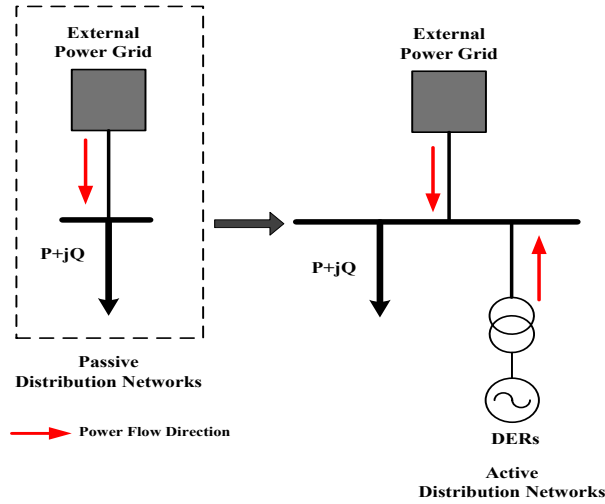 External
Power Grid
P+jQ
Passive
Distribution Networks
Power Flow Direction
External
Power Grid
P+jQ
DERs
Active
Distribution Networks